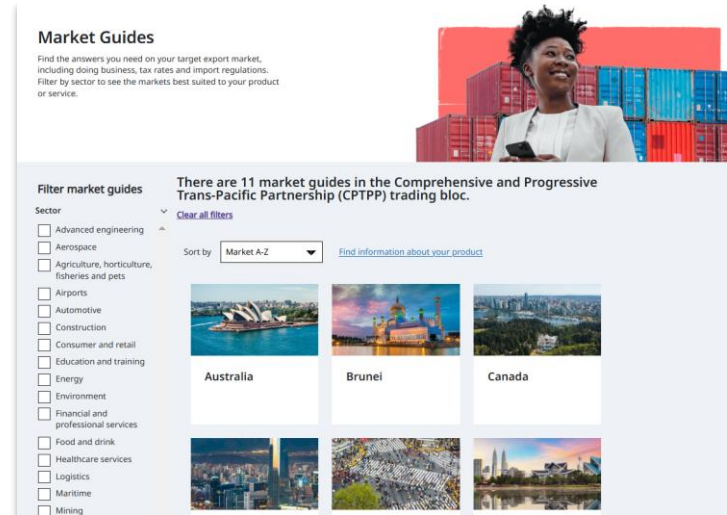 Market Guides
Find the answers you need on your target export market,
including doing business, tax rates and import regulations.
Filter by sector to see the markets best suited to your product
or service.
Filter market guides
Sector
Advanced engineering
Aerospace
Agriculture, horticulture,
fisheries and pets
Airports
Automotive
Construction
Consumer and retail
Education and training
Energy
Environment
Financial and
professional services
Food and drink
Healthcare services
Logistics
Maritime
Mining
There are 11 market guides in the Comprehensive and Progressive
Trans-Pacific Partnership (CPTPP) trading bloc.
Clear all filters
Sort by Market A-Z Find information about your product
Australia Brunei Canada